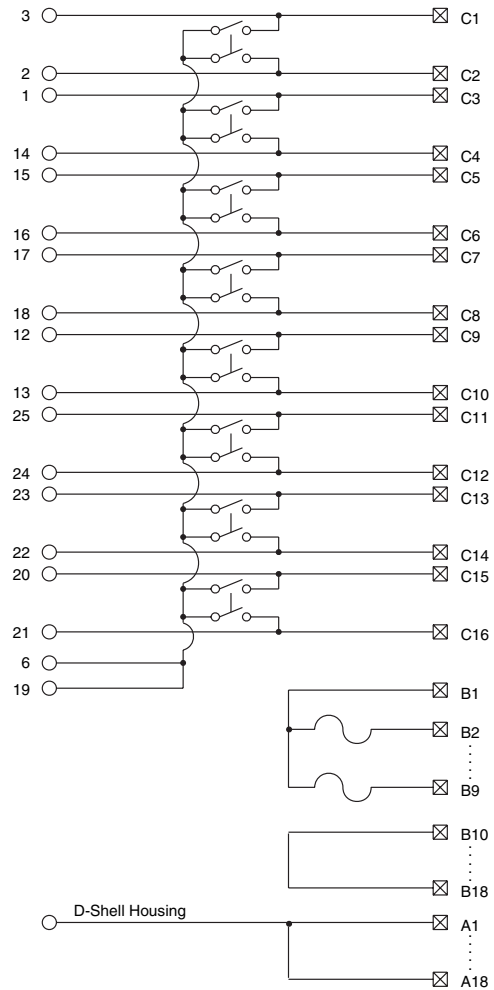 3 C1
2 C2
1 C3
14 C4
15 C5
16 C6
17 C7
18 C8
12 C9
13 C10
25 C11
24 C12
23 C13
22 C14
20 C15
21 C16
6
19
B1
B2
B9
B10
B18
D-Shell Housing A1
A18